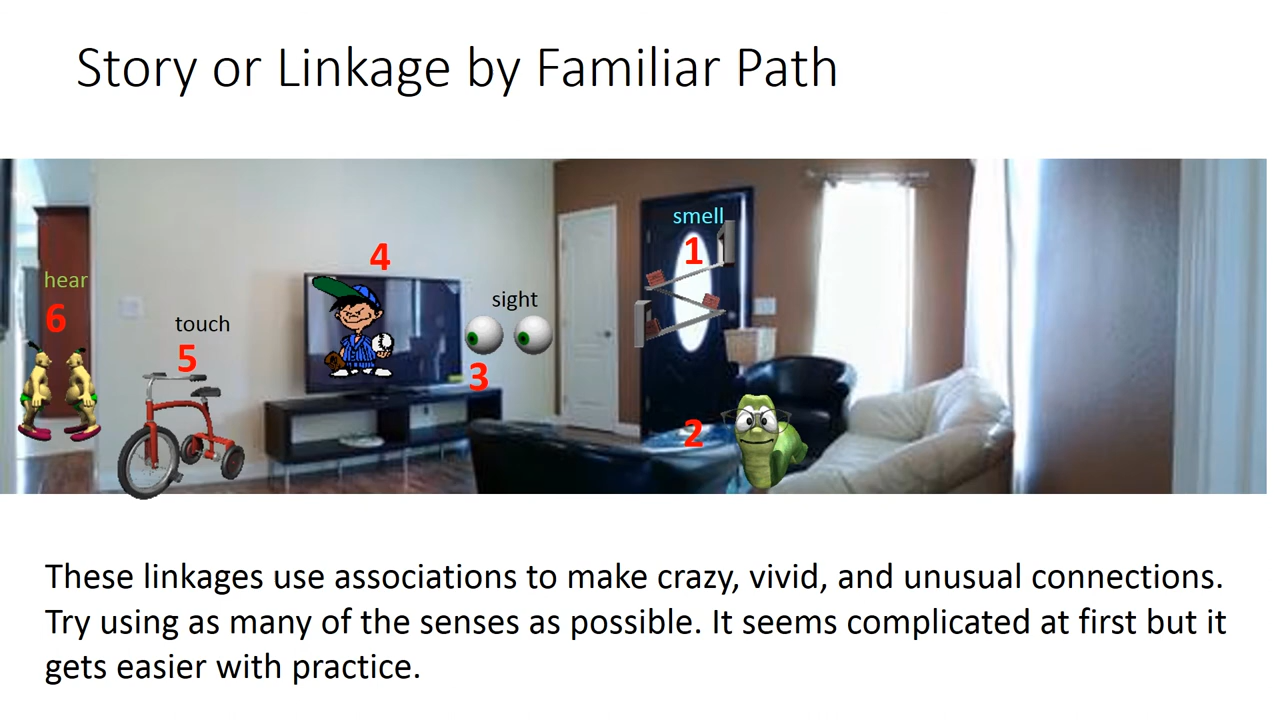 Story or Linkage by Familiar Path
smell
1
4
hear
6
sight
touch
5
3
2
These linkages use associations to make crazy, vivid, and unusual connections.
Try using as many of the senses as possible. It seems complicated at first but it
gets easier with practice.